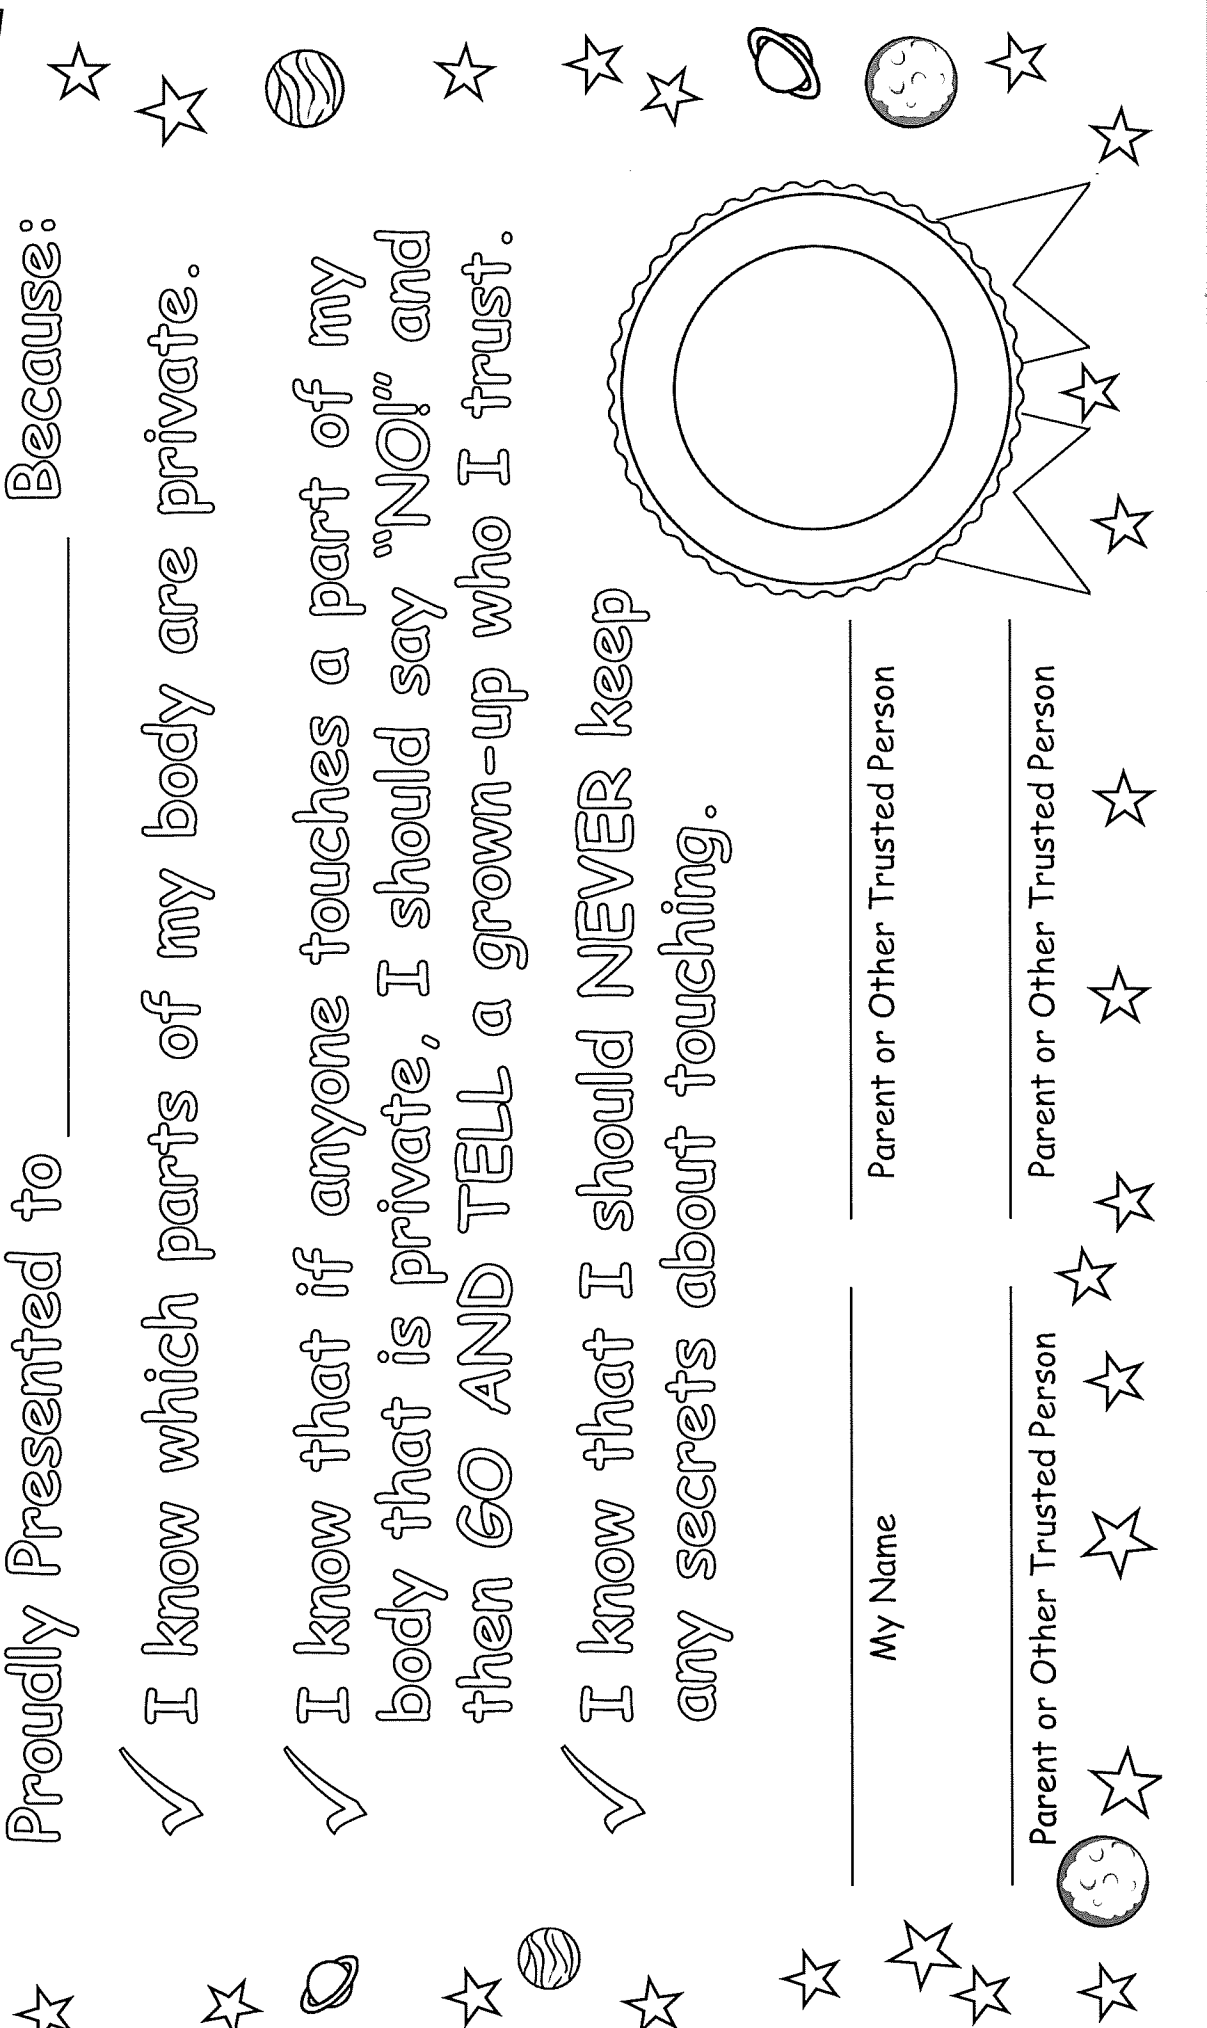 Proudly Presented to Because:
I know which parts of my body are private.
I know that if anyone touches a part of my
body that is private, I should say “NO!” and
then GO AND TELL a grown-up who I trust.
I know that I should NEVER keep
any secrets about touching.
My Name
Parent or Other Trusted Person
Parent or Other Trusted Person
Parent or Other Trusted Person